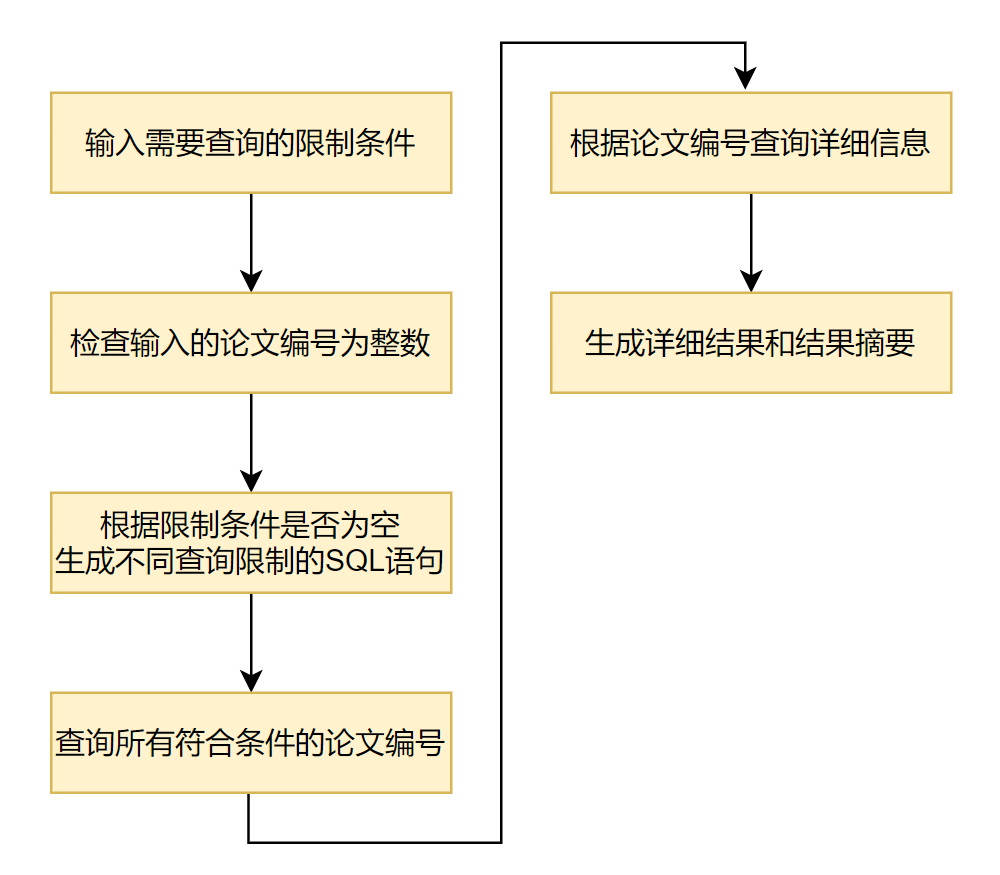 输入需要查询的限制条件
检查输入的论文编号为整数
根据限制条件是否为空
生成不同查询限制的SQL语句
查询所有符合条件的论文编号
根据论文编号查询详细信息
生成详细结果和结果摘要